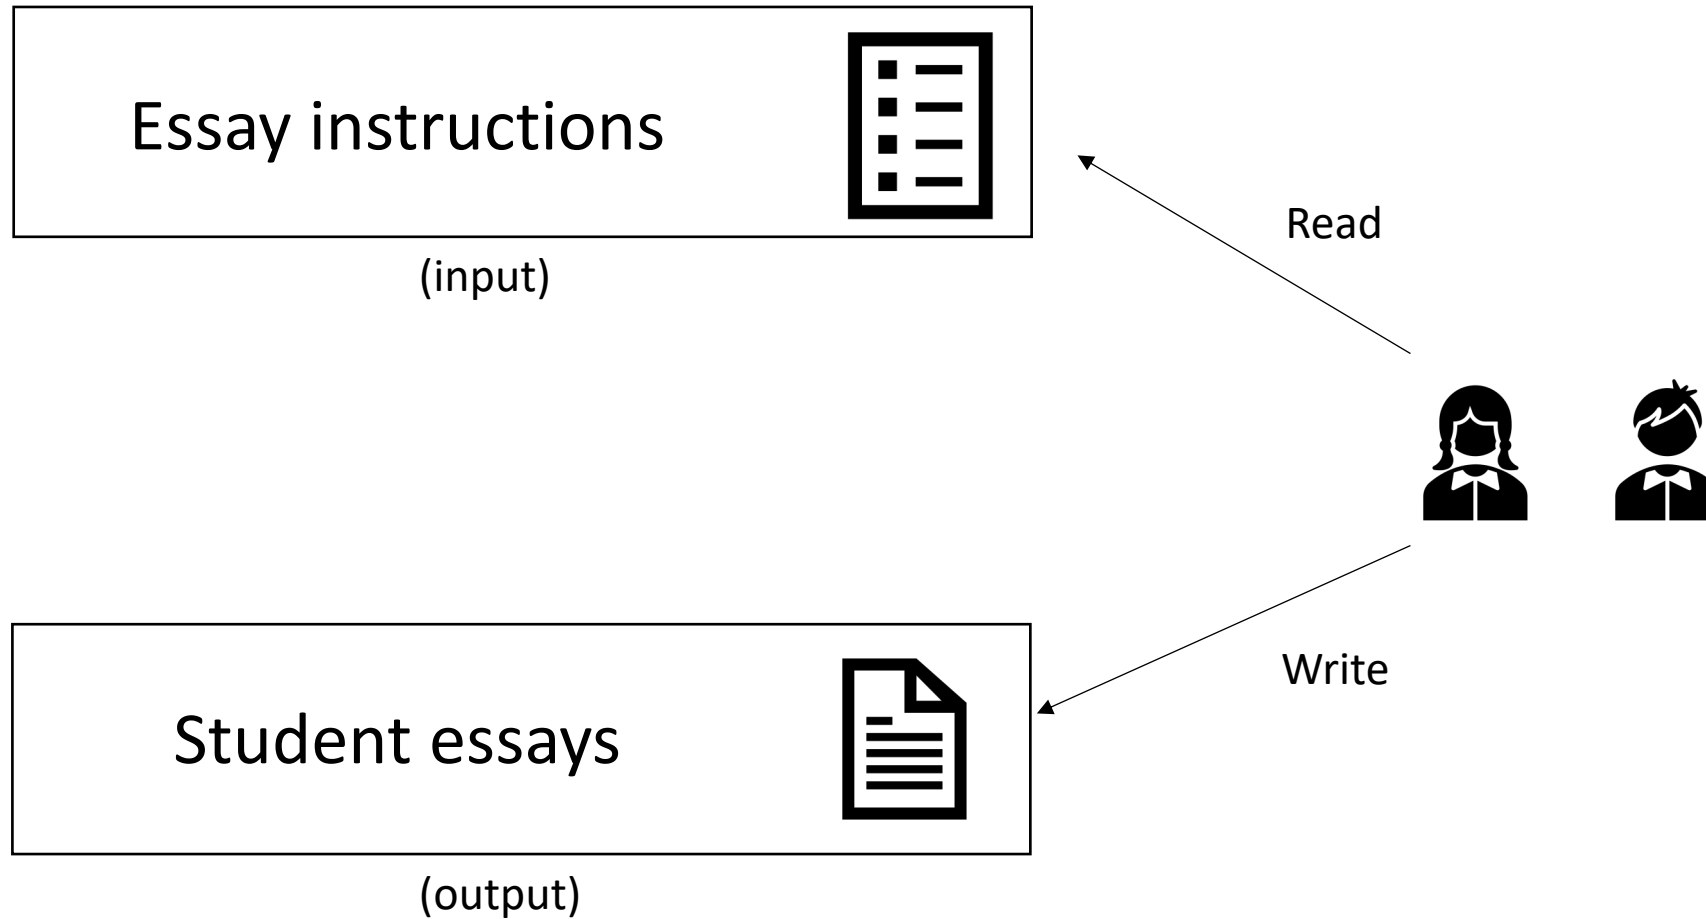 Essay instructions
(input)
Read
Write
Student essays
(output)